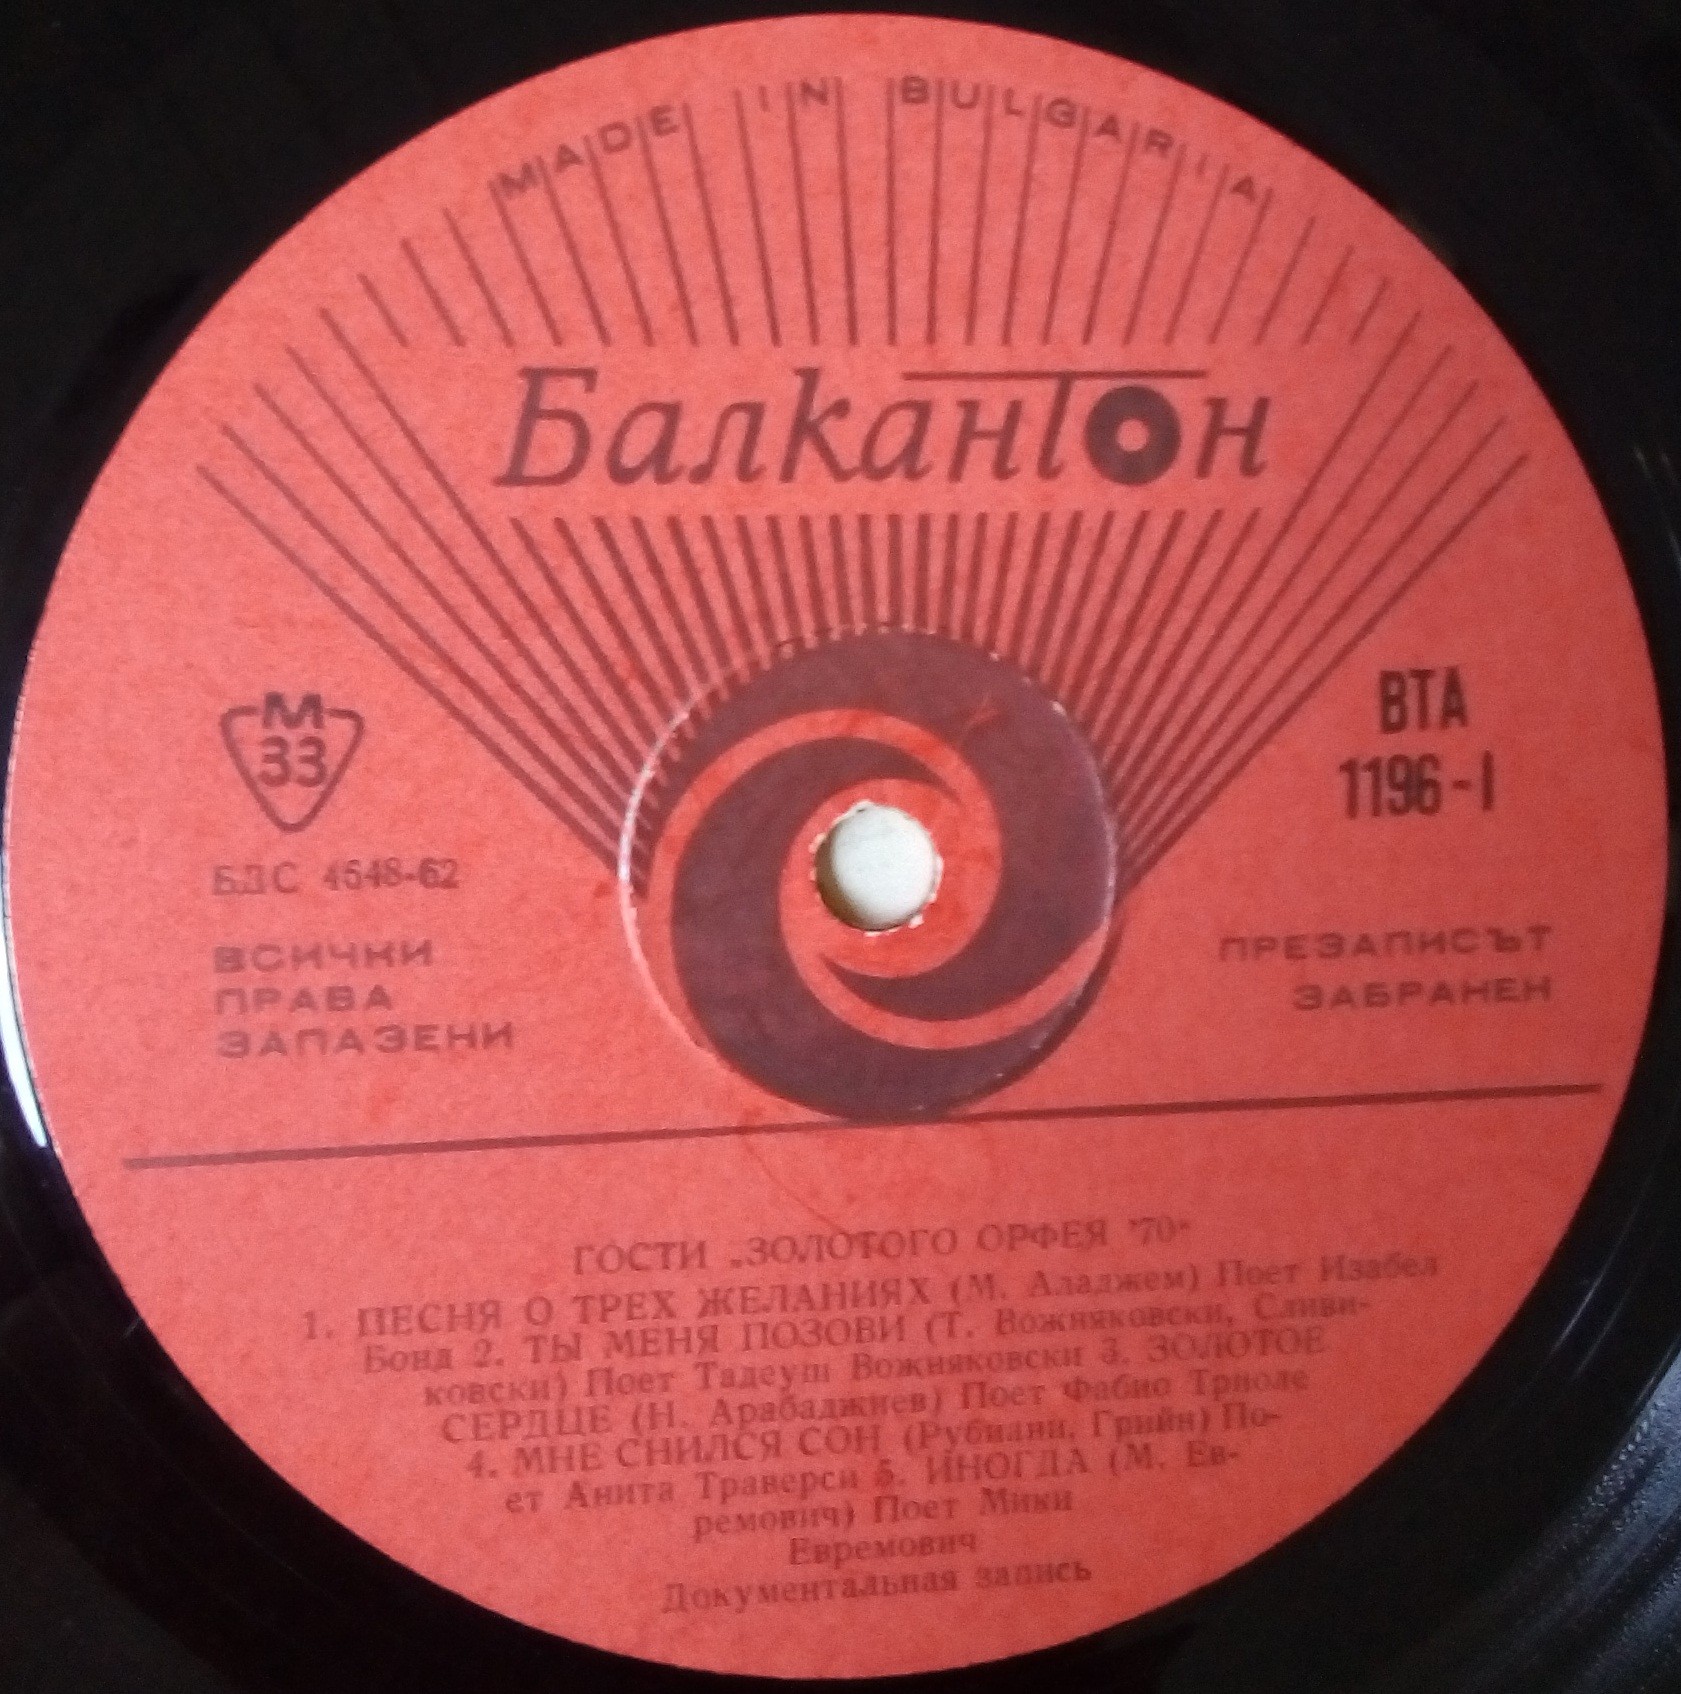 MADE IN BULGARIA
Балкантон
М
33
БДС 4648-62
ВСИЧКИ
ПРАВА
ЗАПАЗЕНИ
ВТА
1196-I
ПРЕЗАПИСЪТ
ЗАБРАНЕН
ГОСТИ „ЗОЛОТОГО ОРФЕЯ '70“
1. ПЕСНЯ О ТРЕХ ЖЕЛАНИЯХ (М. Аладжем) Поет Изабел
Бонд 2. ТЫ МЕНЯ ПОЗОВИ (Т. Вожняковски, Сливи-
ковски) Поет Тадеуш Вожняковски 3. ЗОЛОТОЕ
СЕРДЦЕ (Н. Арабаджиев) Поет Фабио Триоле
4. МНЕ СНИЛСЯ СОН (Рубиани, Грийн) По-
ет Анита Траверси 5. ИНОГДА (М. Ев-
ремович) Поет Мики
Евремович
Документальная запись